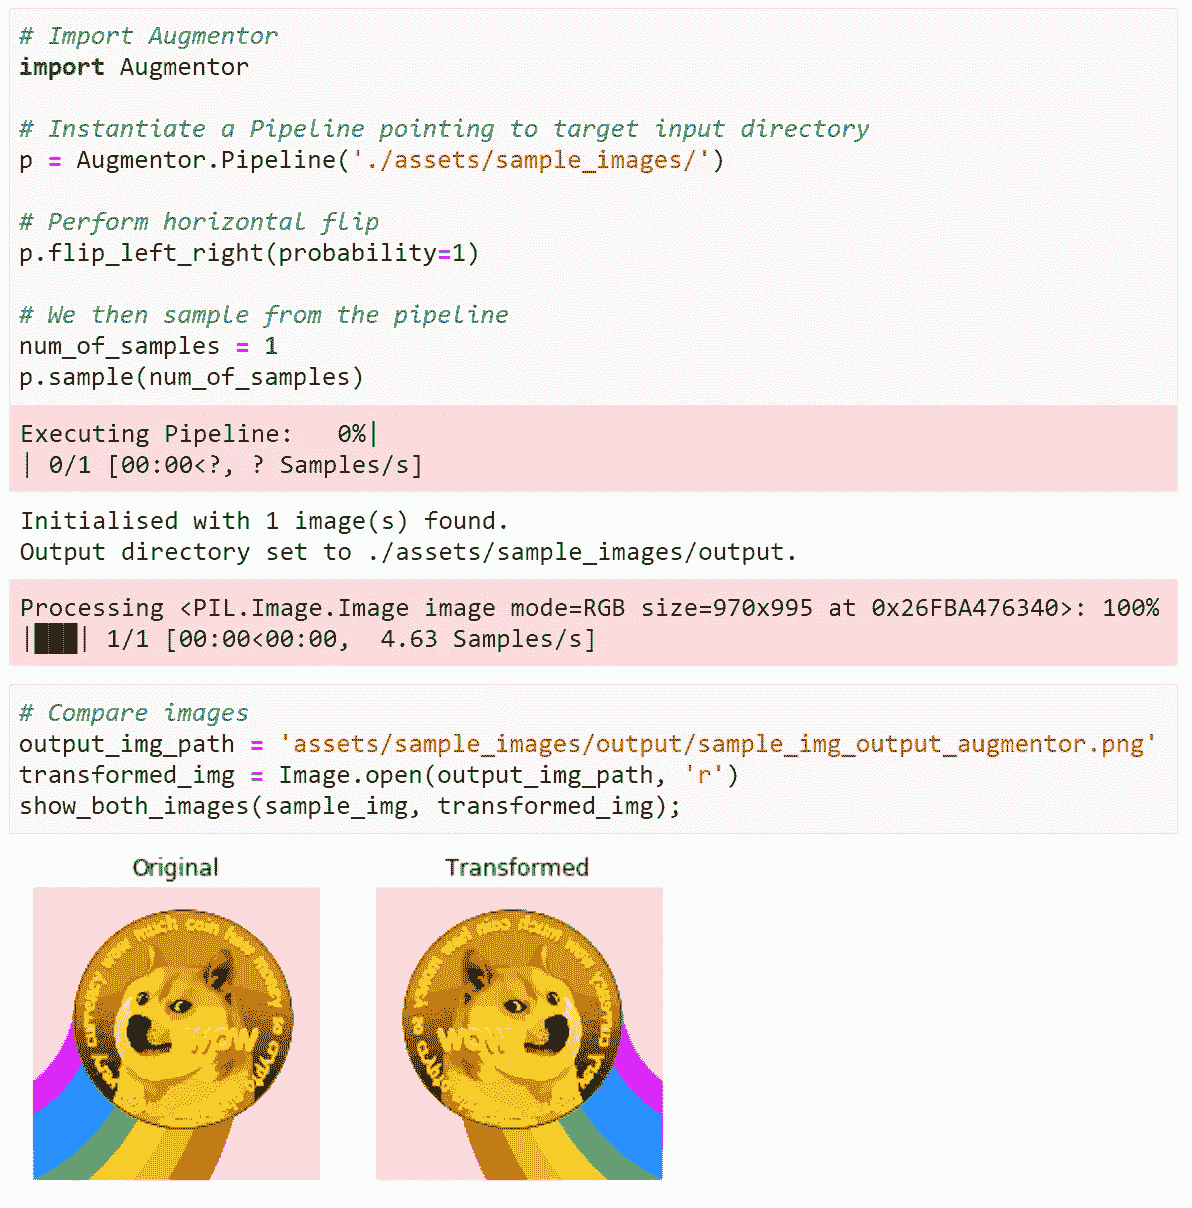 # Import Augmentor
import Augmentor
# Instantiate a Pipeline pointing to target input directory
p = Augmentor.Pipeline('./assets/sample_images/')
# Perform horizontal flip
p.flip_left_right(probability=1)
# We then sample from the pipeline
num_of_samples = 1
p.sample(num_of_samples)
Executing Pipeline:   0%|
| 0/1 [00:00<?, ? Samples/s]
Initialised with 1 image(s) found.
Output directory set to ./assets/sample_images/output.
Processing <PIL.Image.Image image mode=RGB size=970x995 at 0x26FBA476340>: 100%
|███| 1/1 [00:00<00:00,  4.63 Samples/s]
# Compare images
output_img_path = 'assets/sample_images/output/sample_img_output_augmentor.png'
transformed_img = Image.open(output_img_path, 'r')
show_both_images(sample_img, transformed_img);
Original Transformed
much can
wow
wow